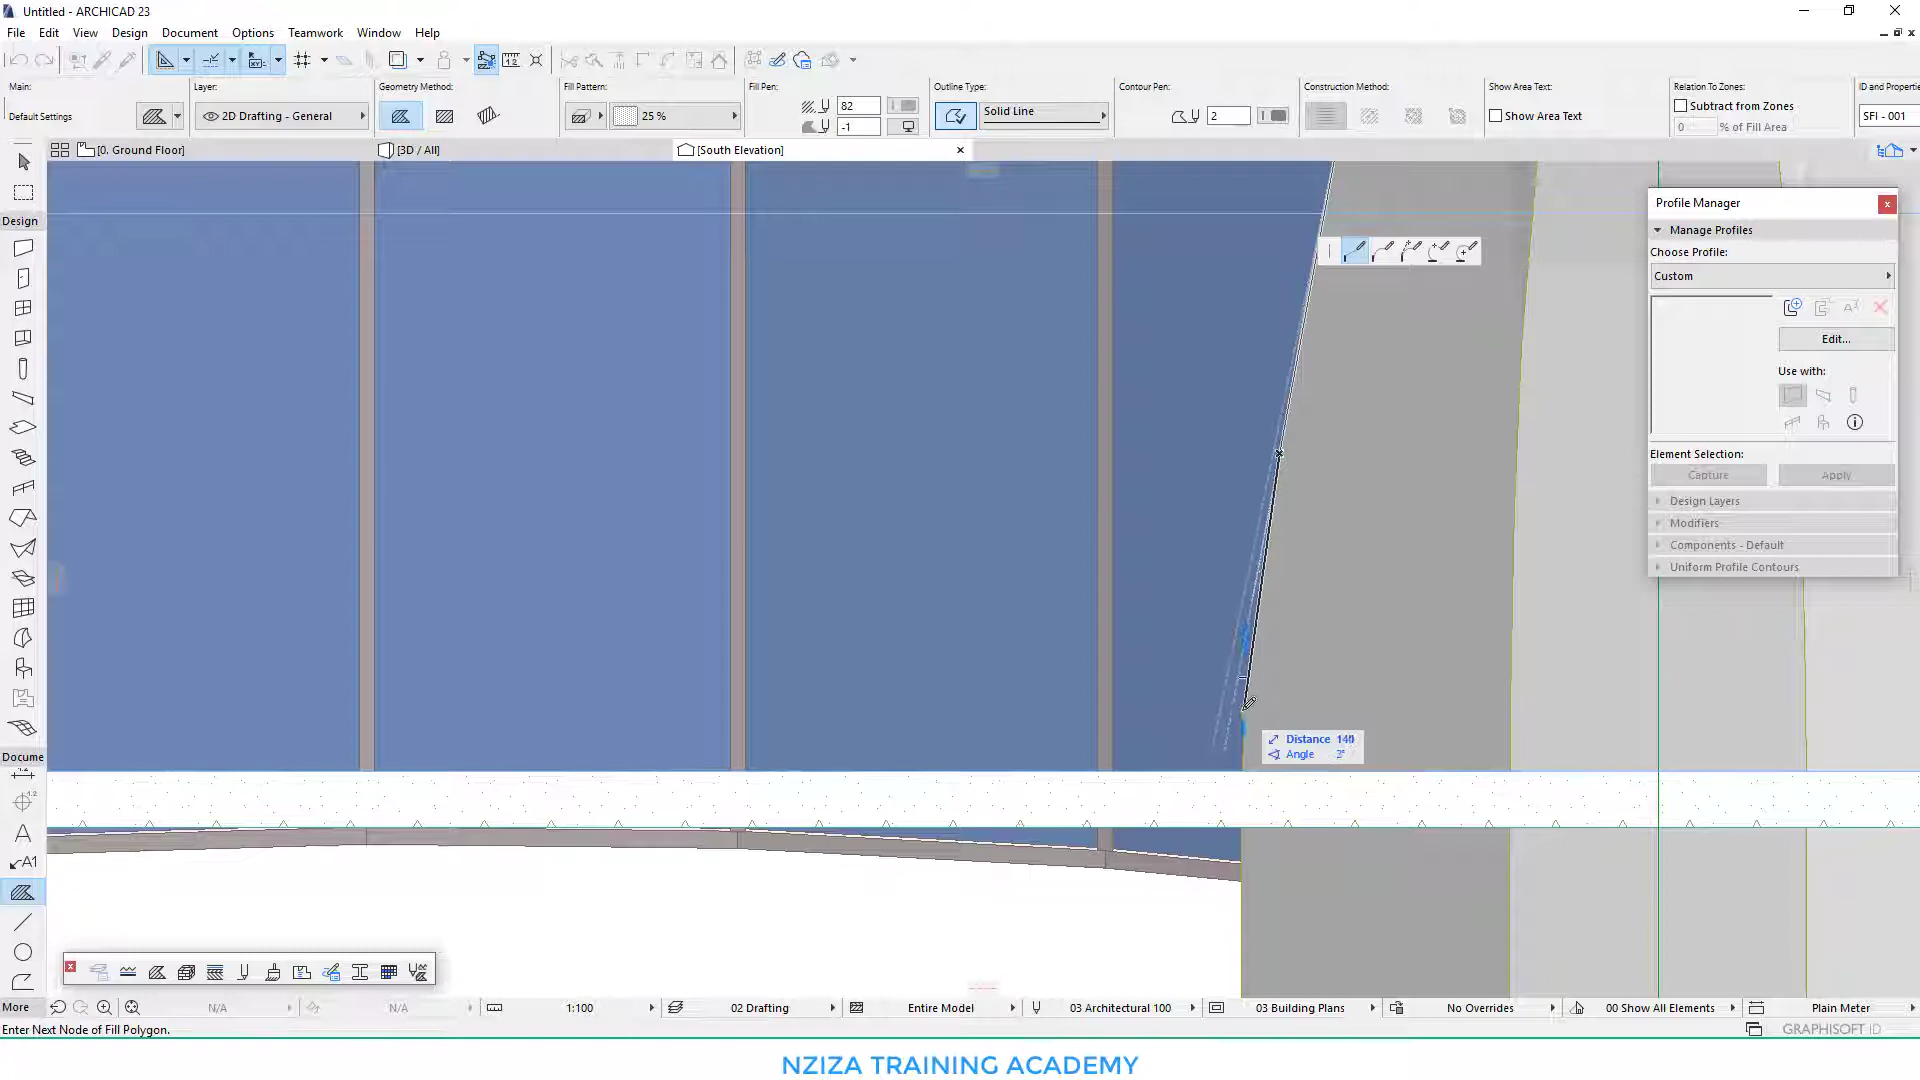 Untitled - ARCHICAD 23
File Edit View Design Document Options Teamwork Window Help
Main: Layer: Geometry Method: Fill Pattern: Fill Pen: Outline Type: Contour Pen: Construction Method: Show Area Text: Relation To Zones: ID and Propertie
Default Settings 2D Drafting - General 25 % 82 -1 Solid Line 2 Show Area Text Subtract from Zones 0 % of Fill Area SFI - 001
[0. Ground Floor] [3D / All] [South Elevation]
Design
Profile Manager
Manage Profiles
Choose Profile:
Custom
Edit...
Use with:
Element Selection:
Capture Apply
Design Layers
Modifiers
Components - Default
Uniform Profile Contours
Distance 140
Angle
Docume
1.2
A
A1
More N/A N/A 1:100 02 Drafting Entire Model 03 Architectural 100 03 Building Plans No Overrides 00 Show All Elements Plain Meter
Enter Next Node of Fill Polygon.
GRAPHISOFT ID
NZIZA TRAINING ACADEMY